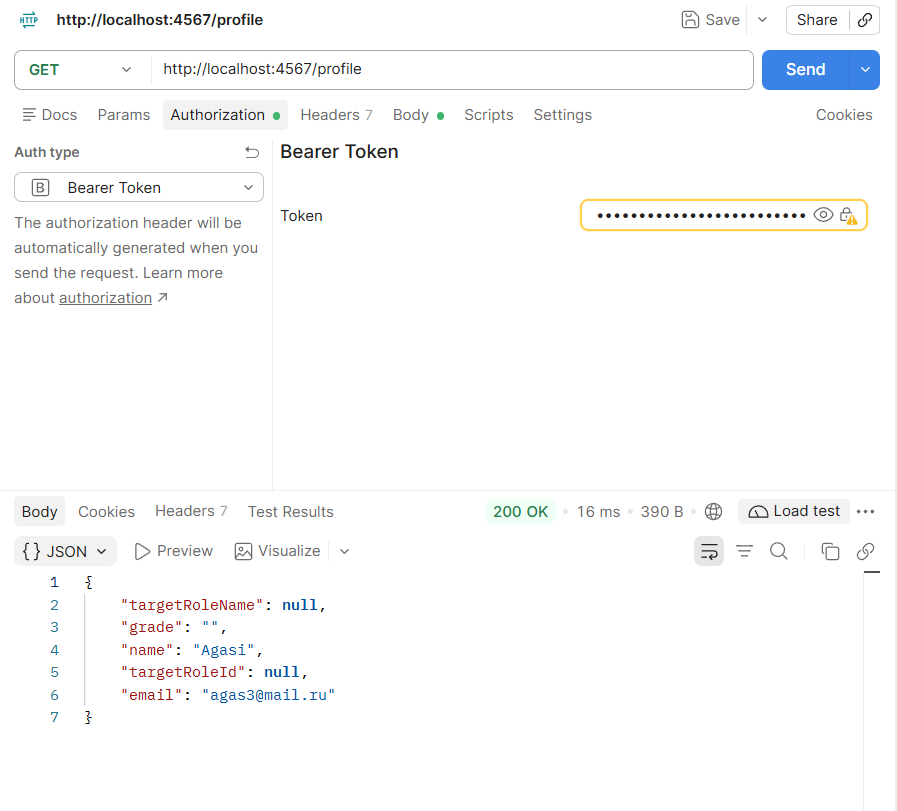 HTTP http://localhost:4567/profile Save Share
GET http://localhost:4567/profile Send
Docs Params Authorization Headers 7 Body Scripts Settings Cookies
Auth type
B Bearer Token
The authorization header will be
automatically generated when you
send the request. Learn more
about authorization ↗
Bearer Token
Token •••••••••••••••••••••••••
Body Cookies Headers 7 Test Results 200 OK • 16 ms • 390 B • Load test
{} JSON Preview Visualize
1 {
2 "targetRoleName": null,
3 "grade": "",
4 "name": "Agasi",
5 "targetRoleId": null,
6 "email": "agas3@mail.ru"
7 }